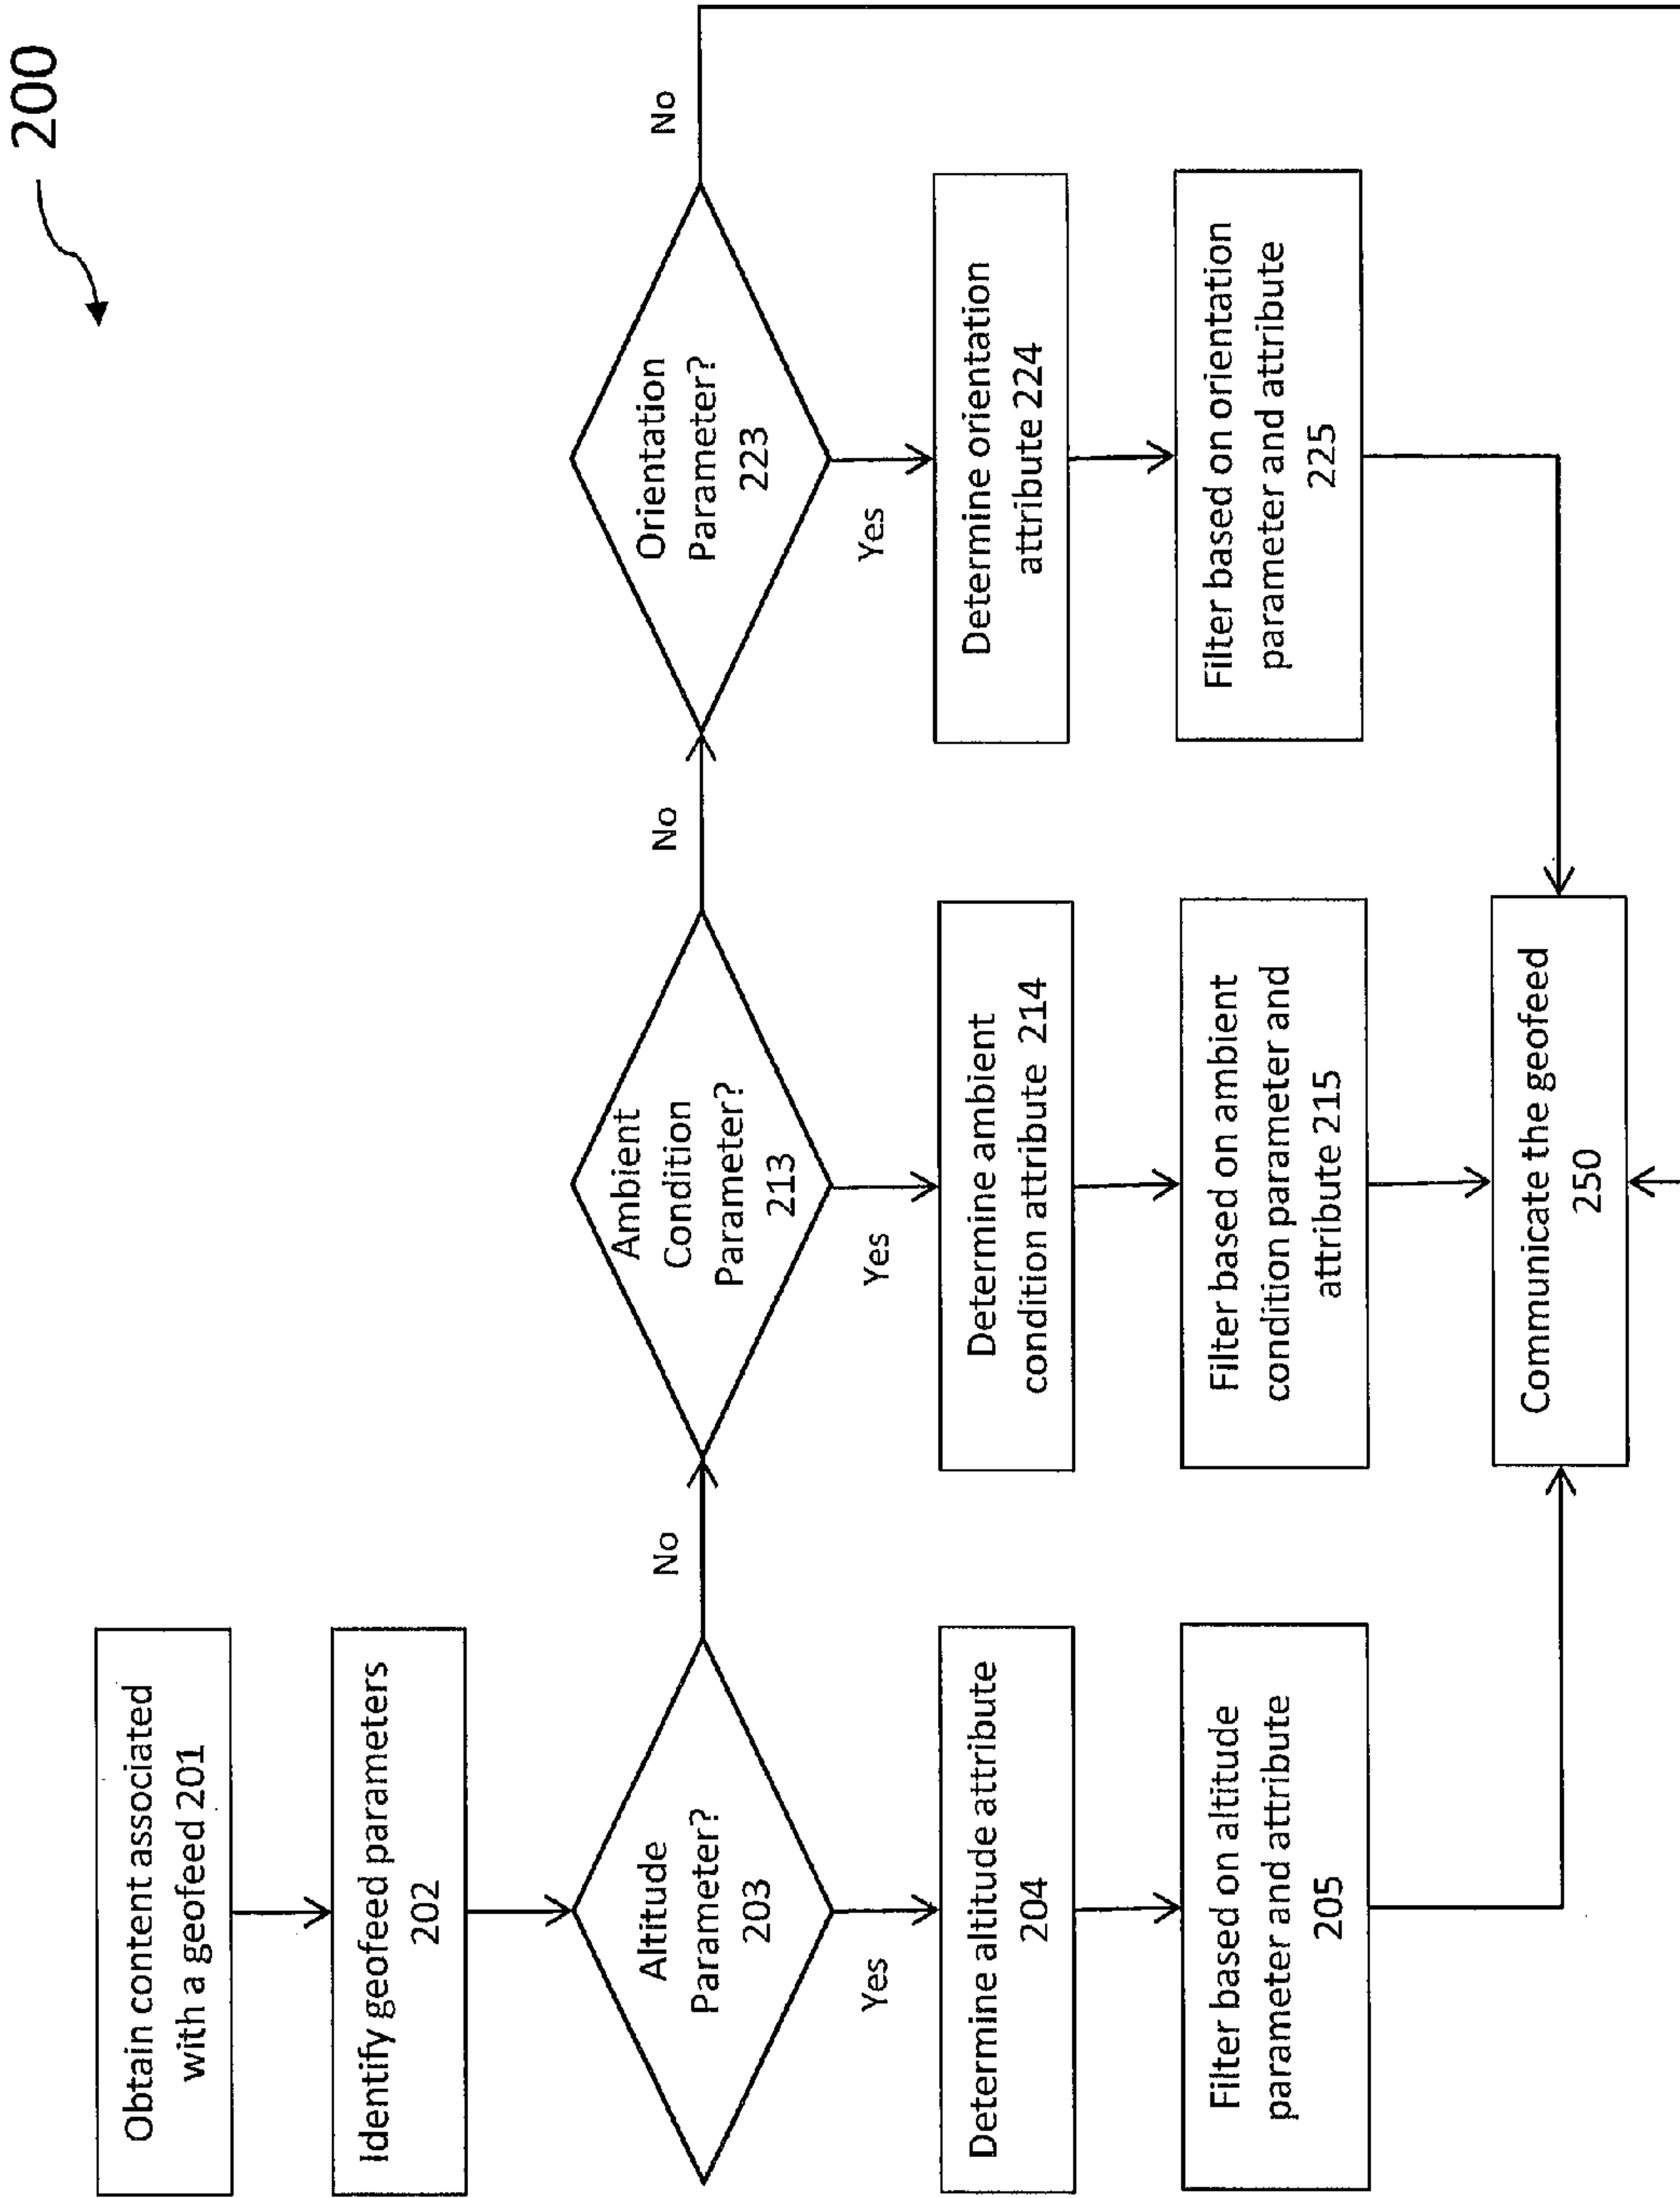 200
Obtain content associated
with a geofeed 201
Identify geofeed parameters
202
Altitude
Parameter?
203
No
Yes
Determine altitude attribute
204
Filter based on altitude
parameter and attribute
205
Ambient
Condition
Parameter?
213
No
Yes
Determine ambient
condition attribute 214
Filter based on ambient
condition parameter and
attribute 215
Orientation
Parameter?
223
No
Yes
Determine orientation
attribute 224
Filter based on orientation
parameter and attribute
225
Communicate the geofeed
250